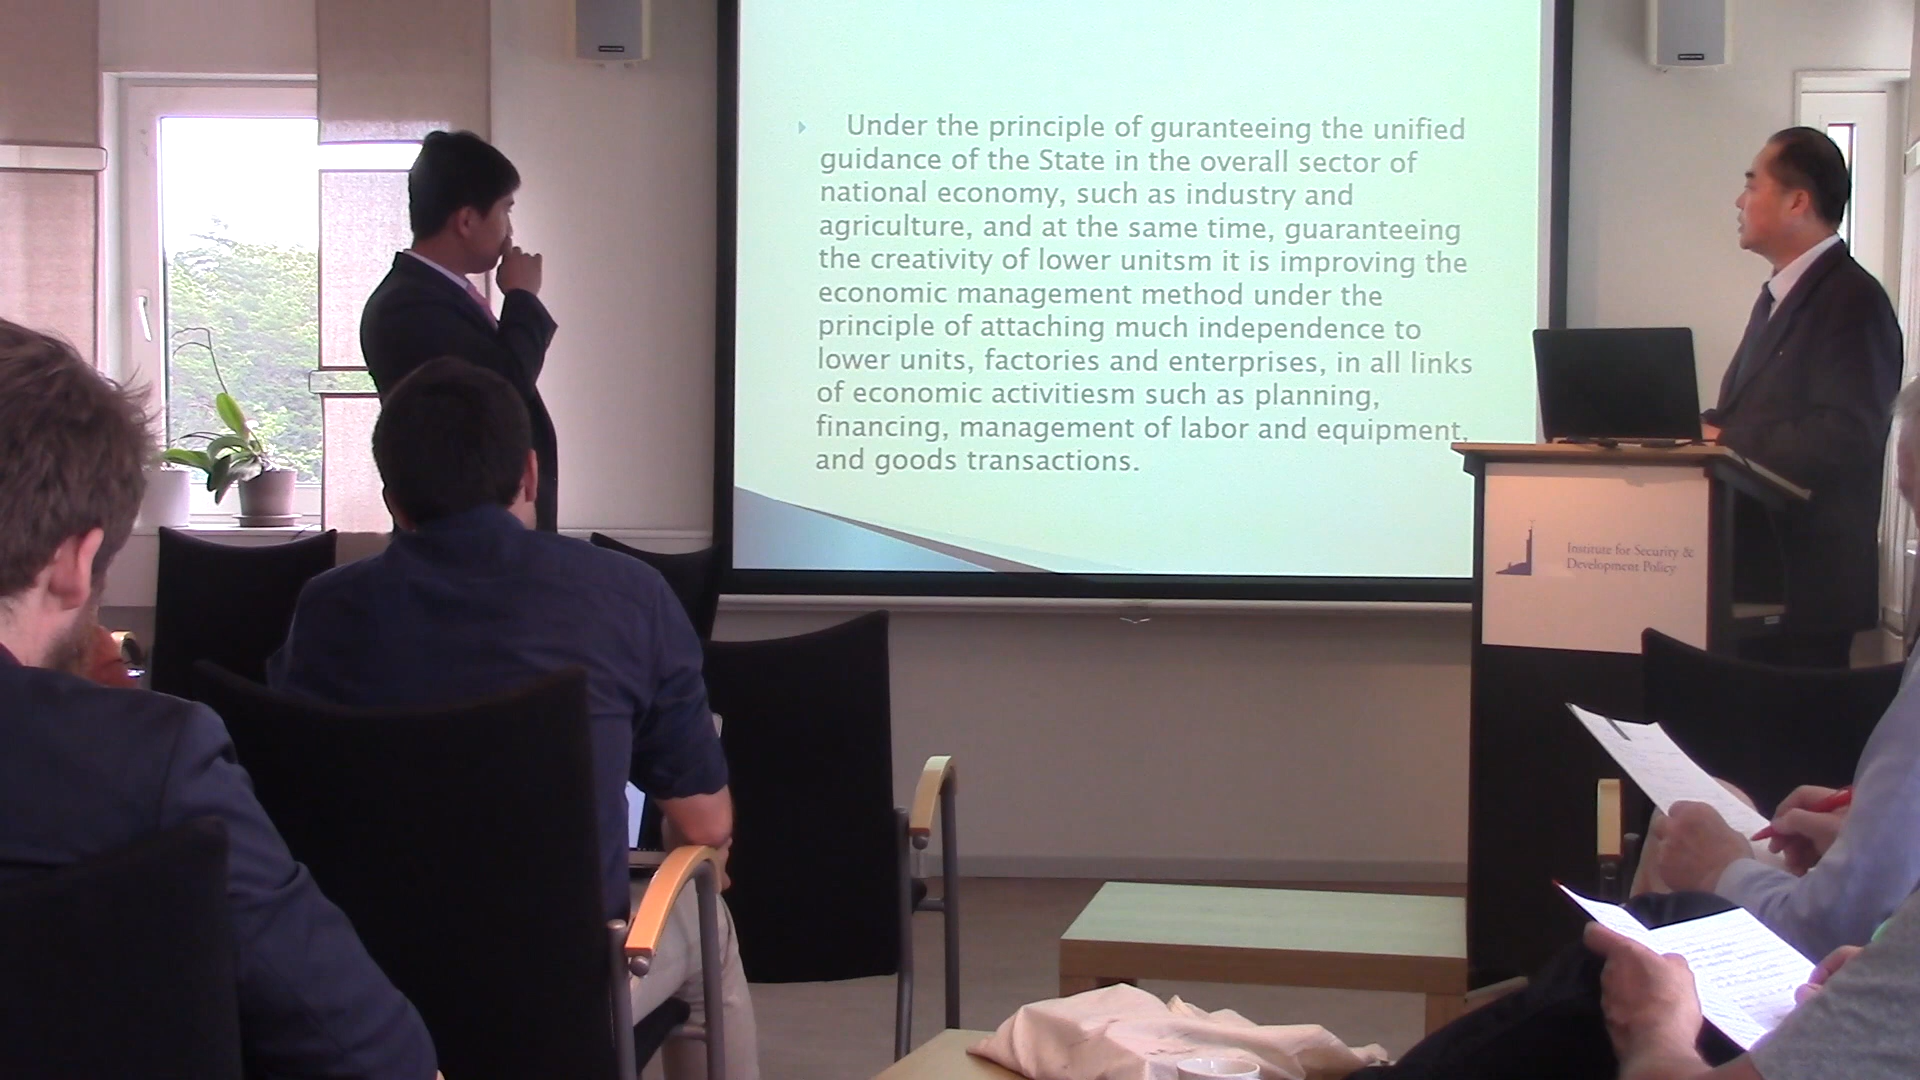 Under the principle of guranteeing the unified
guidance of the State in the overall sector of
national economy, such as industry and
agriculture, and at the same time, guaranteeing
the creativity of lower unitsm it is improving the
economic management method under the
principle of attaching much independence to
lower units, factories and enterprises, in all links
of economic activitiesm such as planning,
financing, management of labor and equipment,
and goods transactions.
Institute for Security &
Development Policy